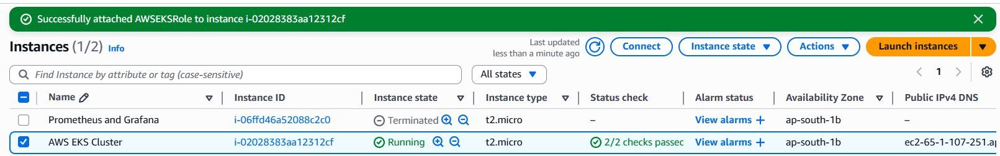 Successfully attached AWSEKSRole to instance i-02028383aa12312cf
Instances (1/2) Info
Last updated
less than a minute ago
Connect
Instance state
Actions
Launch instances
Find Instance by attribute or tag (case-sensitive)
All states
1
Name Instance ID Instance state Instance type Status check Alarm status Availability Zone Public IPv4 DNS
Prometheus and Grafana i-06ffd46a52088c2c0 Terminated t2.micro – View alarms + ap-south-1b –
AWS EKS Cluster i-02028383aa12312cf Running t2.micro 2/2 checks passed View alarms + ap-south-1b ec2-65-1-107-251.ap